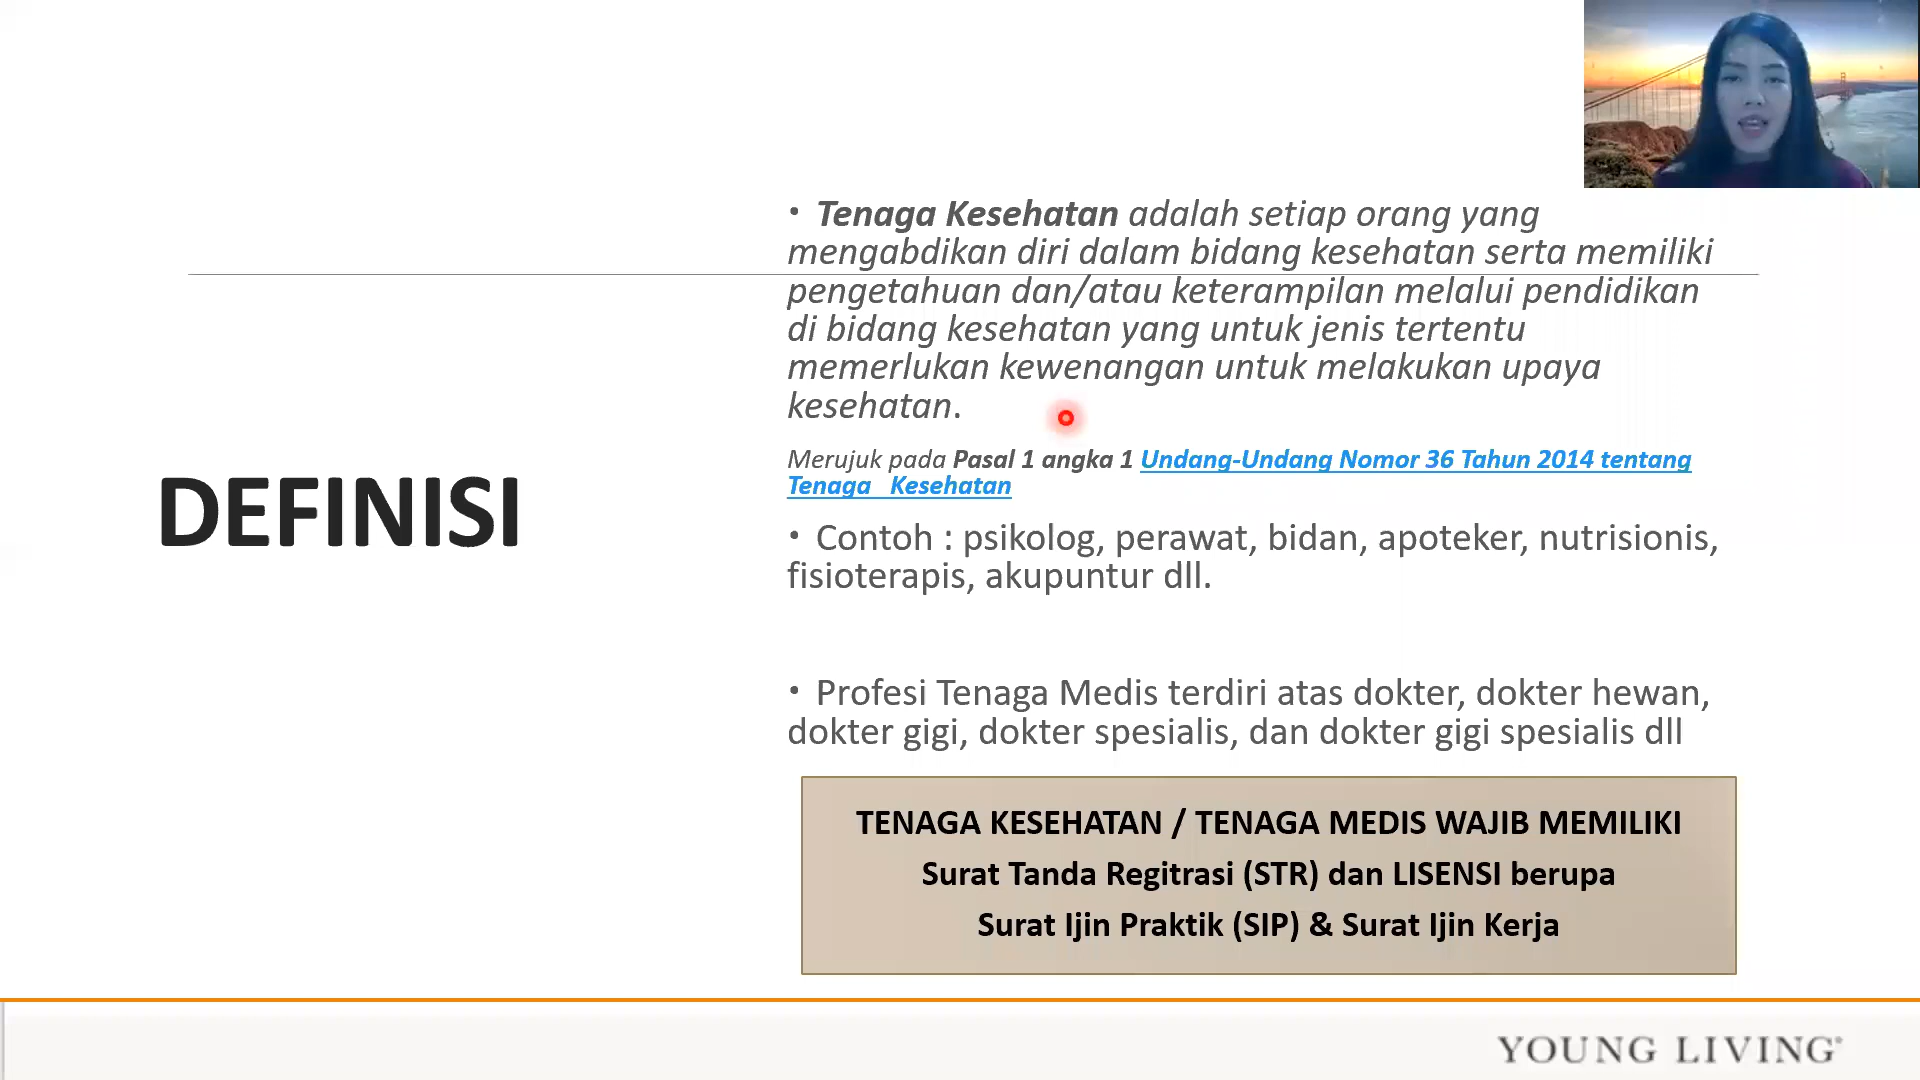 • Tenaga Kesehatan adalah setiap orang yang
mengabdikan diri dalam bidang kesehatan serta memiliki
pengetahuan dan/atau keterampilan melalui pendidikan
di bidang kesehatan yang untuk jenis tertentu
memerlukan kewenangan untuk melakukan upaya
kesehatan.
Merujuk pada Pasal 1 angka 1 Undang-Undang Nomor 36 Tahun 2014 tentang
Tenaga Kesehatan
DEFINISI
• Contoh : psikolog, perawat, bidan, apoteker, nutrisionis,
fisioterapis, akupuntur dll.
• Profesi Tenaga Medis terdiri atas dokter, dokter hewan,
dokter gigi, dokter spesialis, dan dokter gigi spesialis dll
TENAGA KESEHATAN / TENAGA MEDIS WAJIB MEMILIKI
Surat Tanda Regitrasi (STR) dan LISENSI berupa
Surat Ijin Praktik (SIP) & Surat Ijin Kerja
YOUNG LIVING®